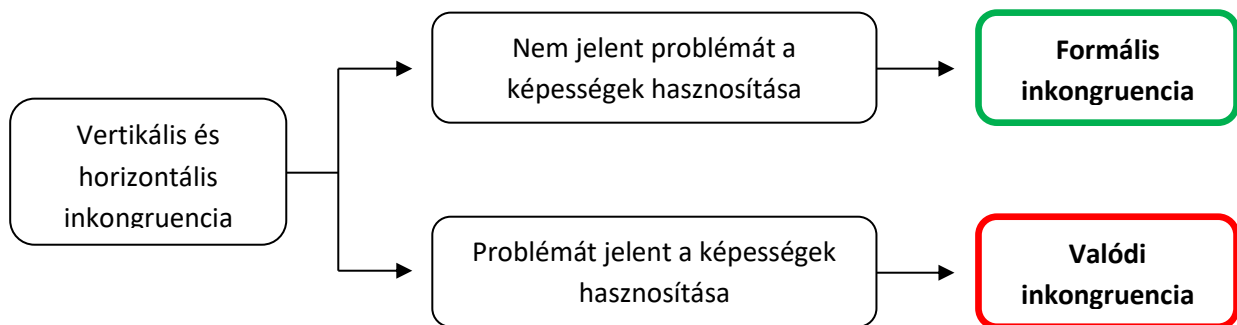 Vertikális és
horizontális
inkongruencia
Nem jelent problémát a
képességek hasznosítása
Formális
inkongruencia
Problémát jelent a képességek
hasznosítása
Valódi
inkongruencia